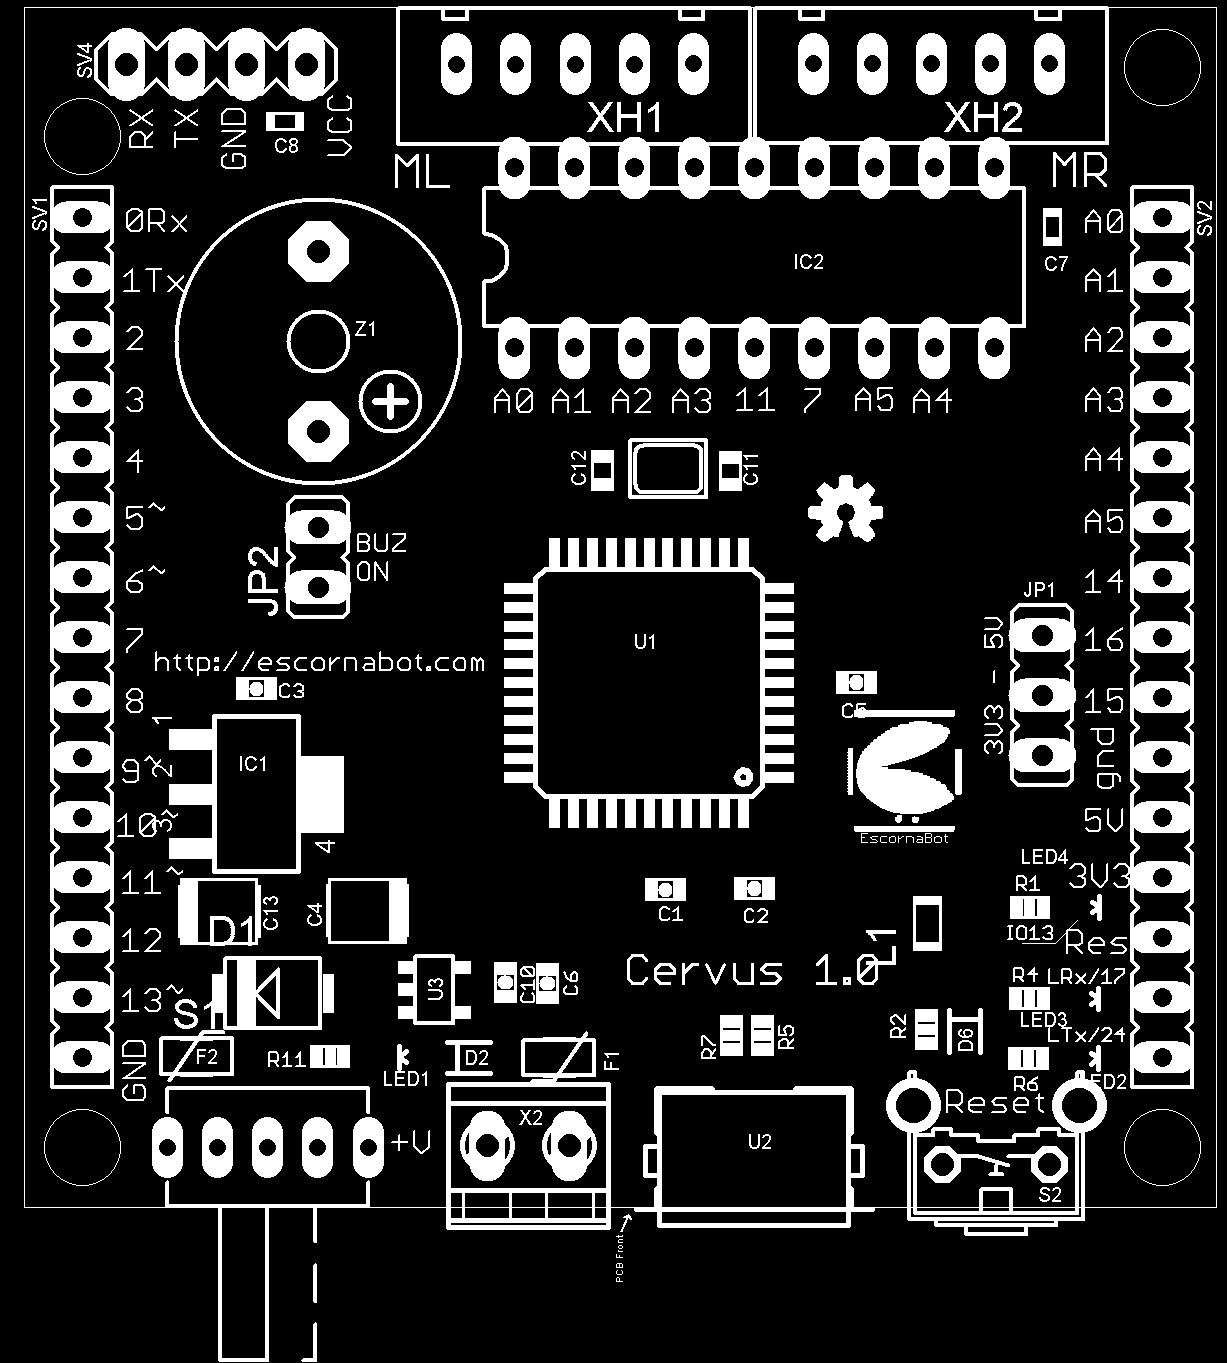 SV4
RX
TX
GND
C8
VCC
XH1
XH2
ML
MR
SV1
SV2
0Rx
1Tx
2
3
4
5~
6~
7
8
9~
10~
11~
12
13~
GND
Z1
IC2
C7
A0
A1
A2
A3
A4
A5
14
16
15
gnd
5V
3V3
Res
A0 A1 A2 A3 11 7 A5 A4
C12
C11
JP2
BUZ
ON
JP1
3V3 - 5V
U1
http://escornabot.com
C3
C5
1
2
3
4
IC1
EscornaBot
LED4
R1
IO13
C13
D1
C4
C1
C2
L1
Cervus 1.0
U3
C10
C6
S1
F2
R11
LED1
D2
F1
R7
R5
R2
D6
R4
LRx/17
LED3
LTx/24
R6
LED2
Reset
+V
X2
U2
S2
PCB Front